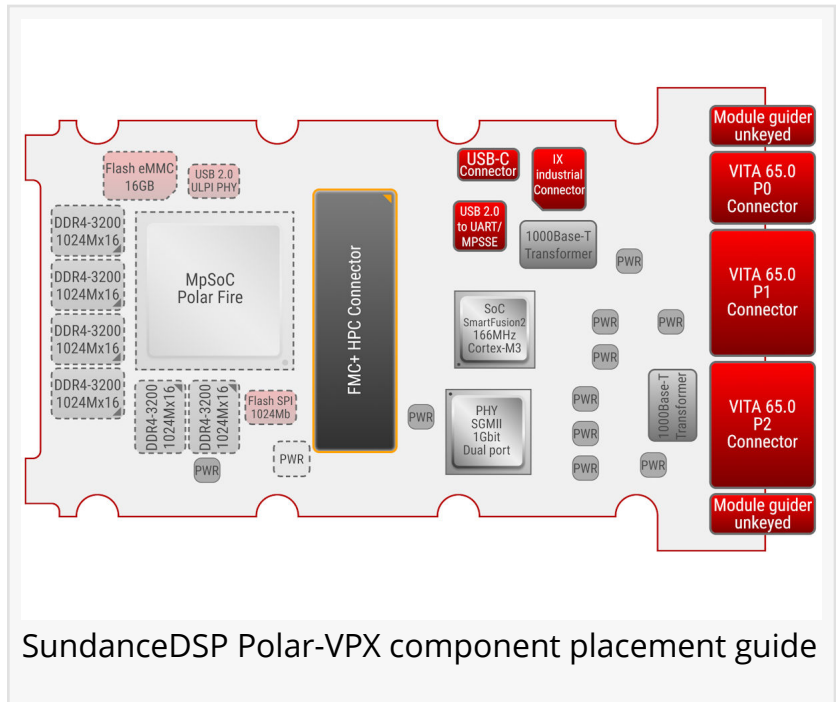 Module guider
unkeyed
Flash eMMC
16GB
USB 2.0
ULPI PHY
USB-C
Connector
IX
industrial
Connector
VITA 65.0
P0
Connector
DDR4-3200
1024Mx16
USB 2.0
to UART/
MPSSE
1000Base-T
Transformer
PWR
DDR4-3200
1024Mx16
MpSoC
Polar Fire
FMC+ HPC Connector
VITA 65.0
P1
Connector
SoC
SmartFusion2
166MHz
Cortex-M3
PWR
PWR
DDR4-3200
1024Mx16
PWR
DDR4-3200
1024Mx16
DDR4-3200
1024Mx16
DDR4-3200
1024Mx16
Flash SPI
1024Mb
PWR
PHY
SGMII
1Gbit
Dual port
PWR
PWR
PWR
1000Base-T
Transformer
VITA 65.0
P2
Connector
PWR
PWR
PWR
Module guider
unkeyed
SundanceDSP Polar-VPX component placement guide